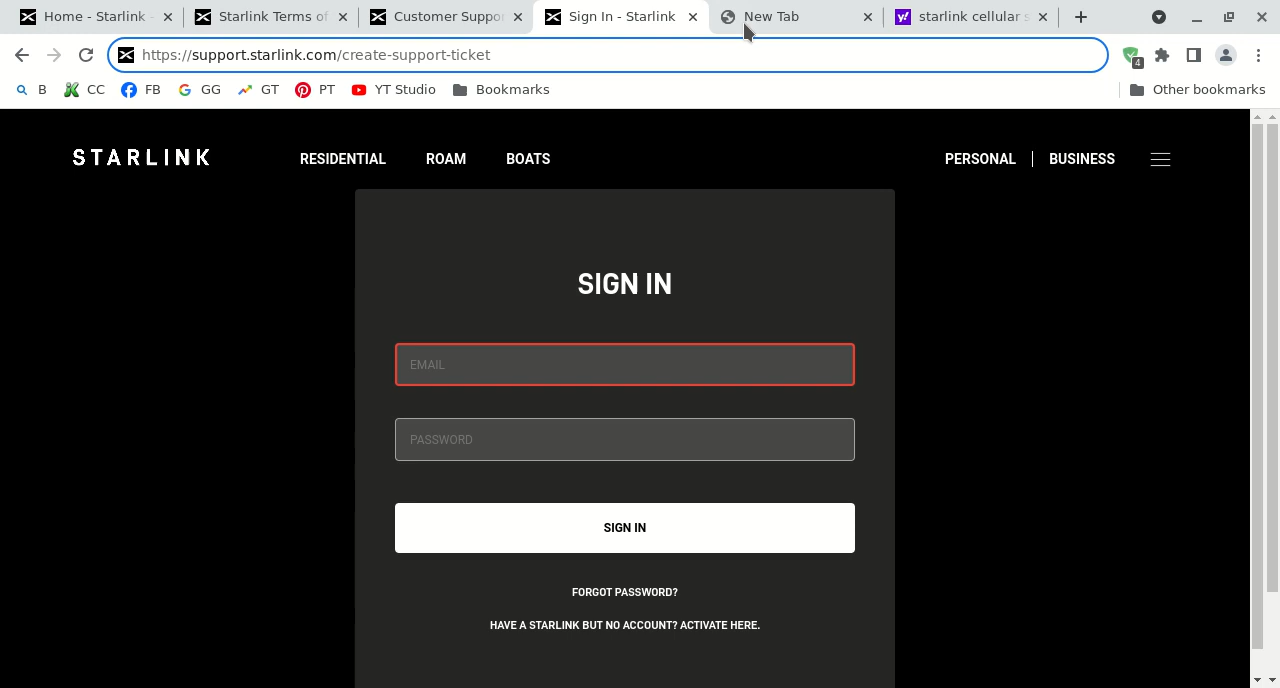 Home - Starlink -
Starlink Terms of
Customer Suppo
Sign In - Starlink
New Tab
starlink cellular s
https://support.starlink.com/create-support-ticket
4
B
CC
FB
GG
GT
PT
YT Studio
Bookmarks
Other bookmarks
STARLINK
RESIDENTIAL
ROAM
BOATS
PERSONAL
BUSINESS
SIGN IN
EMAIL
PASSWORD
SIGN IN
FORGOT PASSWORD?
HAVE A STARLINK BUT NO ACCOUNT? ACTIVATE HERE.